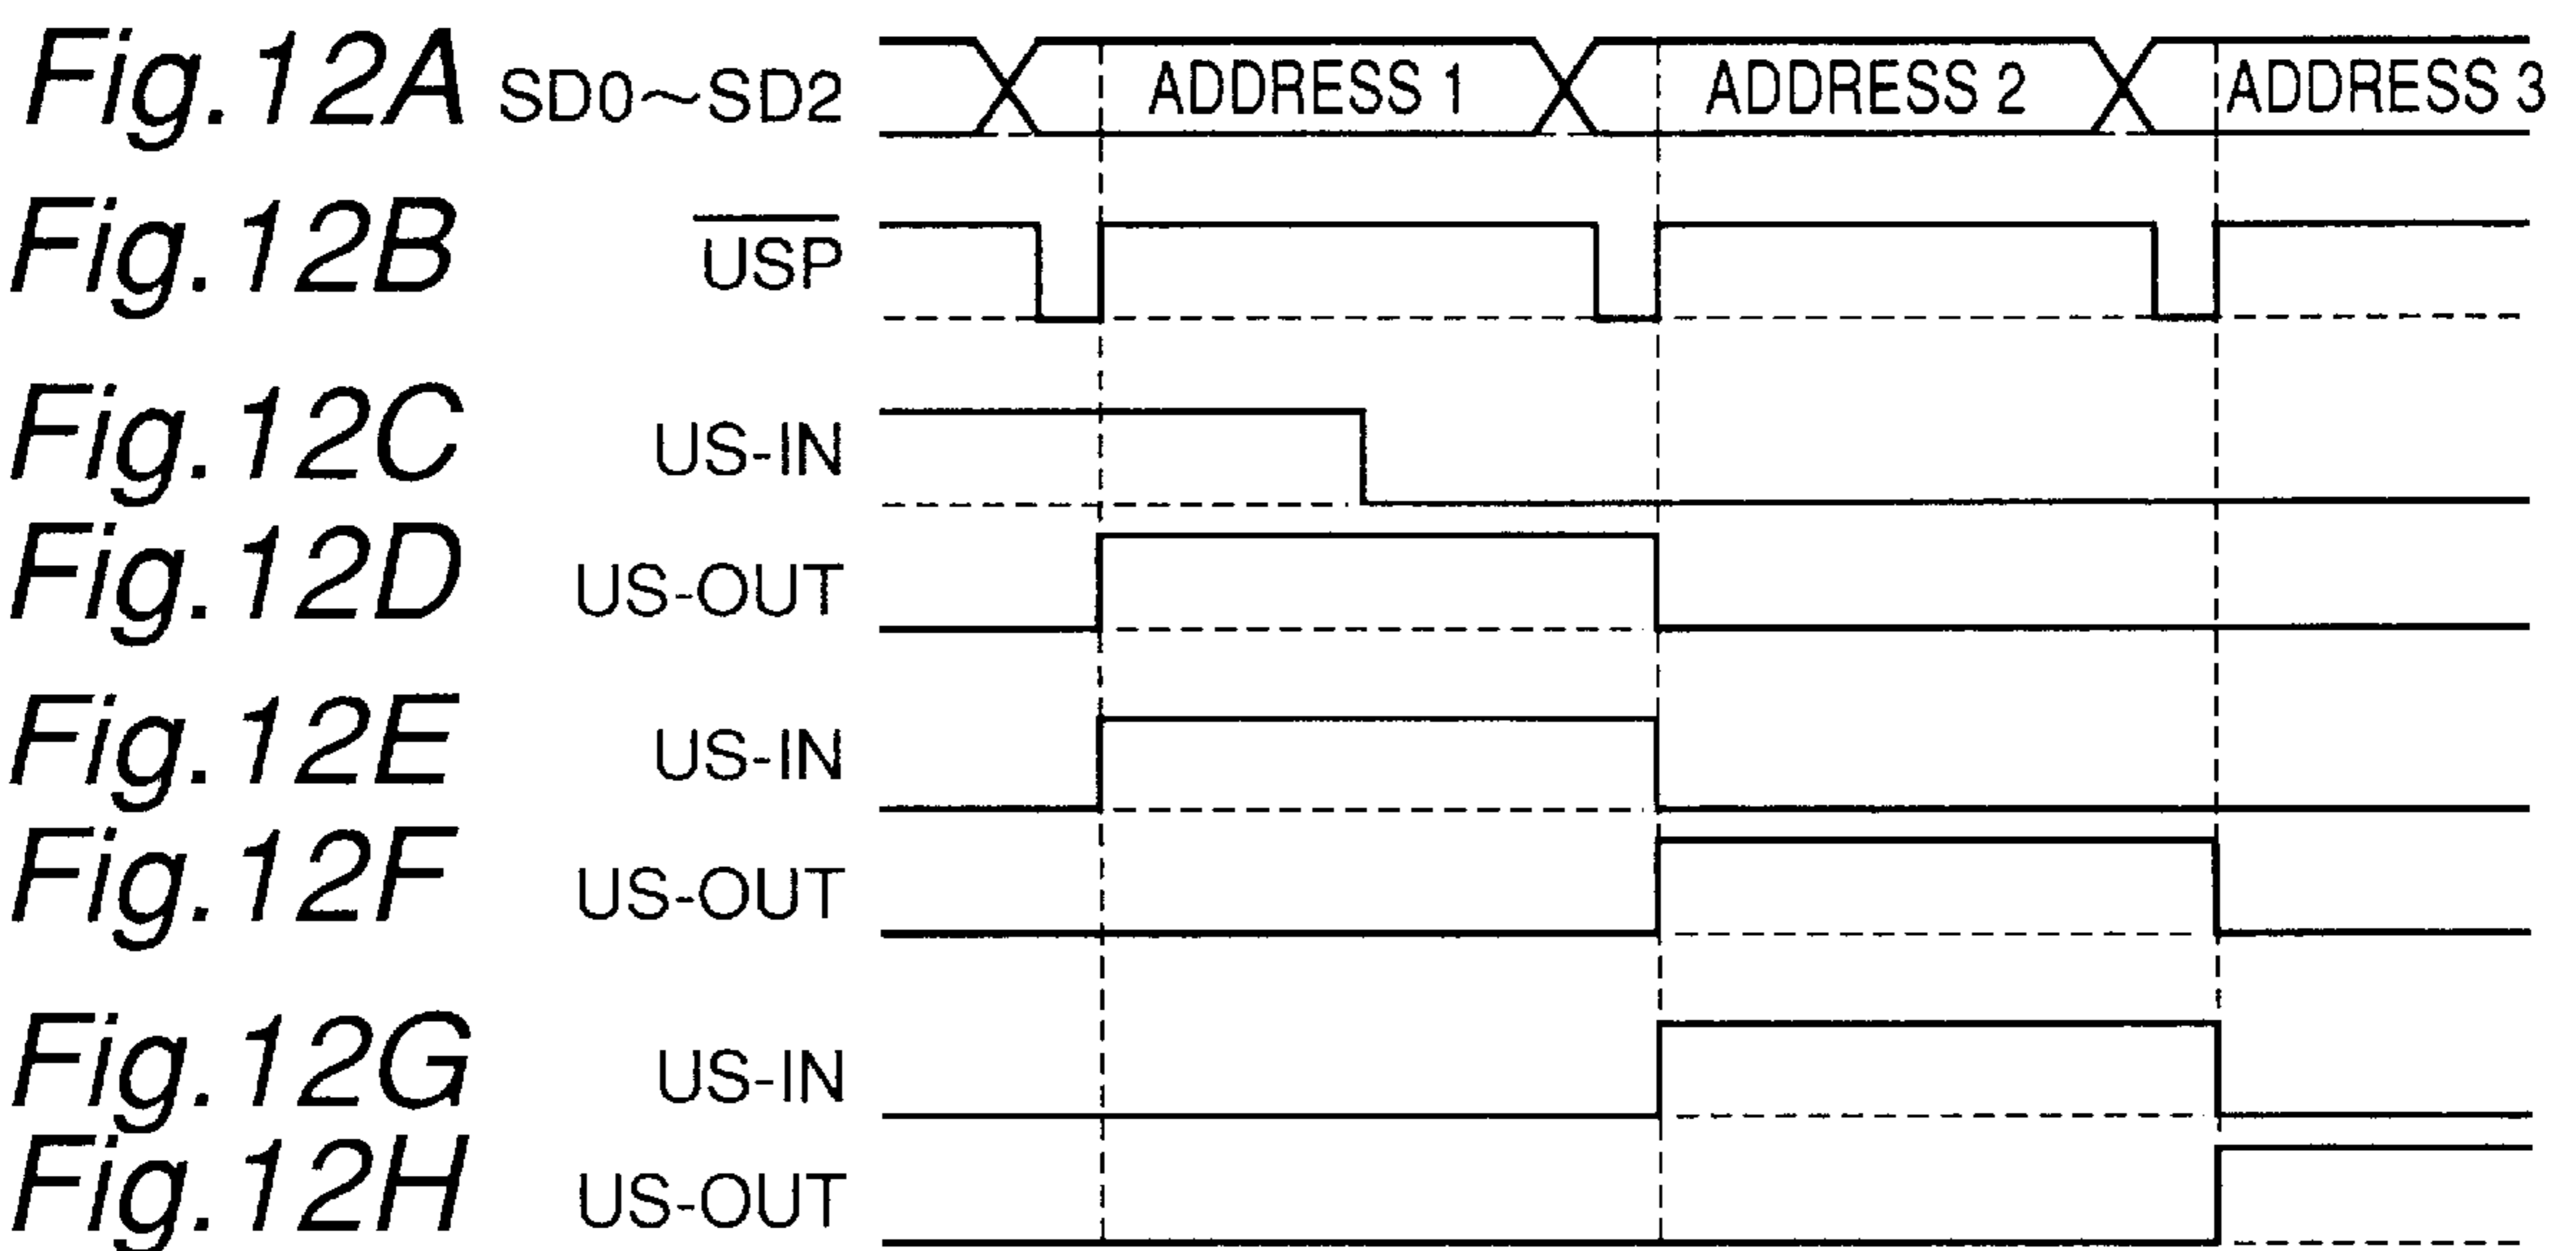 Fig.12A SD0~SD2 ADDRESS 1 ADDRESS 2 ADDRESS 3
Fig.12B USP
Fig.12C US-IN
Fig.12D US-OUT
Fig.12E US-IN
Fig.12F US-OUT
Fig.12G US-IN
Fig.12H US-OUT